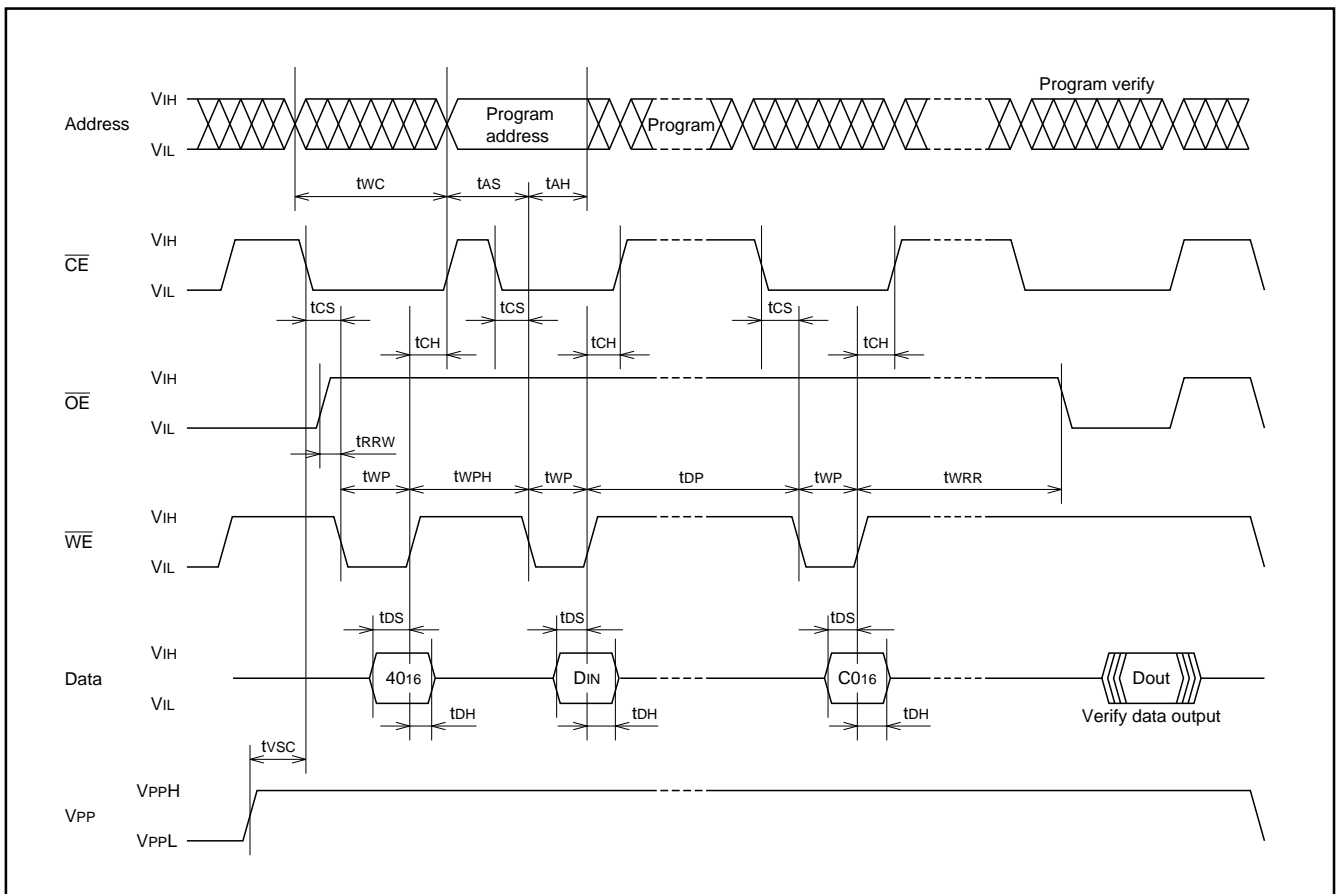 Program verify
VIH
Address
Program address
Program
VIL
tWC
tAS
tAH
VIH
CE
VIL
tCS
tCS
tCS
tCH
tCH
tCH
VIH
OE
VIL
tRRW
tWP
tWPH
tWP
tDP
tWP
tWRR
VIH
WE
VIL
tDS
tDS
tDS
VIH
Data
4016
DIN
C016
Dout
VIL
Verify data output
tDH
tDH
tDH
tVSC
VPPH
VPP
VPPL